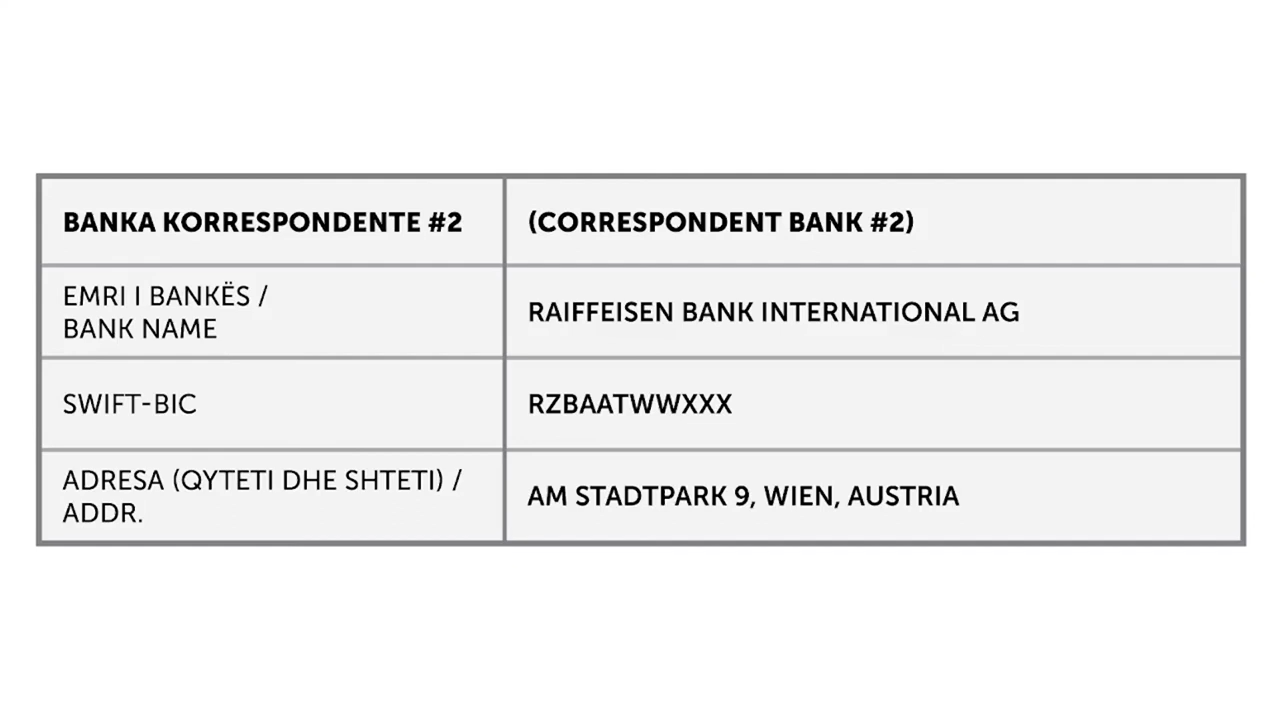 BANKA KORRESPONDENTE #2
(CORRESPONDENT BANK #2)
EMRI I BANKËS /
BANK NAME
RAIFFEISEN BANK INTERNATIONAL AG
SWIFT-BIC
RZBAATWWXXX
ADRESA (QYTETI DHE SHTETI) /
ADDR.
AM STADTPARK 9, WIEN, AUSTRIA